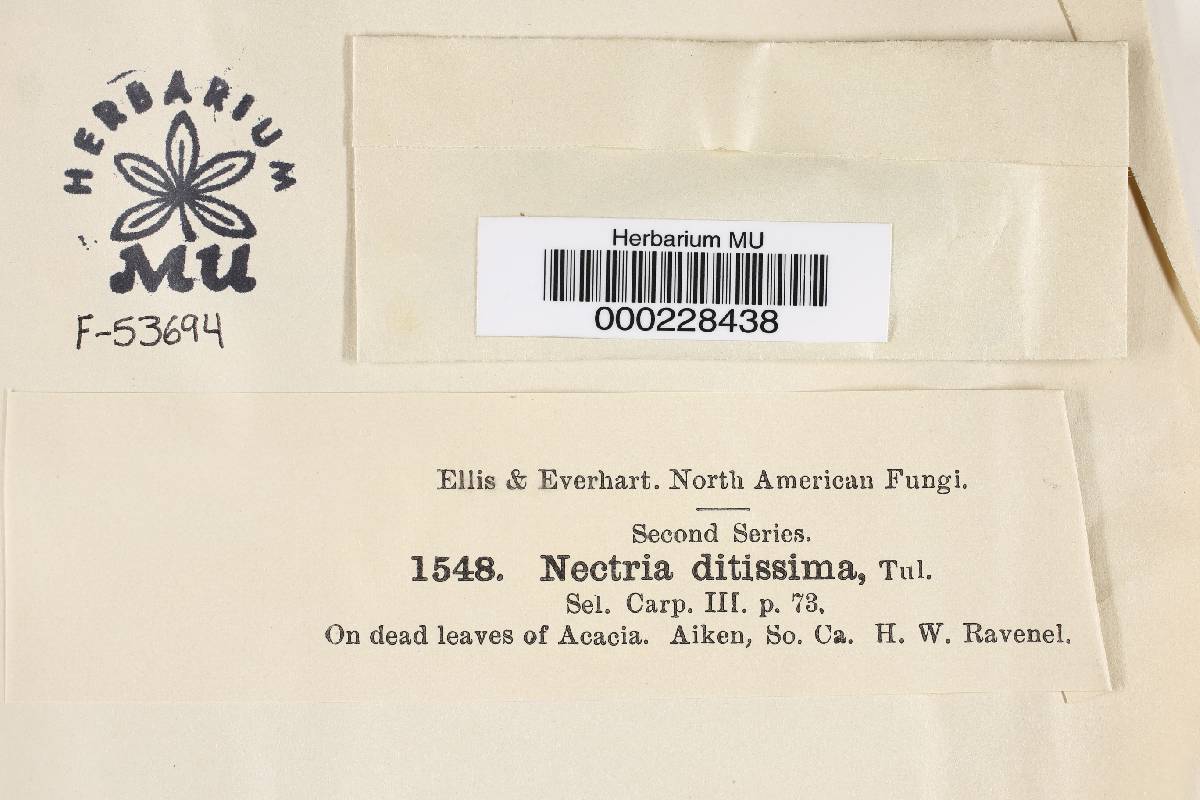 HERBARIUM
MU
F-53694
Herbarium MU
000228438
Ellis & Everhart. North American Fungi.
Second Series.
1548. Nectria ditissima, Tul.
Sel. Carp. III. p. 73.
On dead leaves of Acacia. Aiken, So. Ca. H. W. Ravenel.